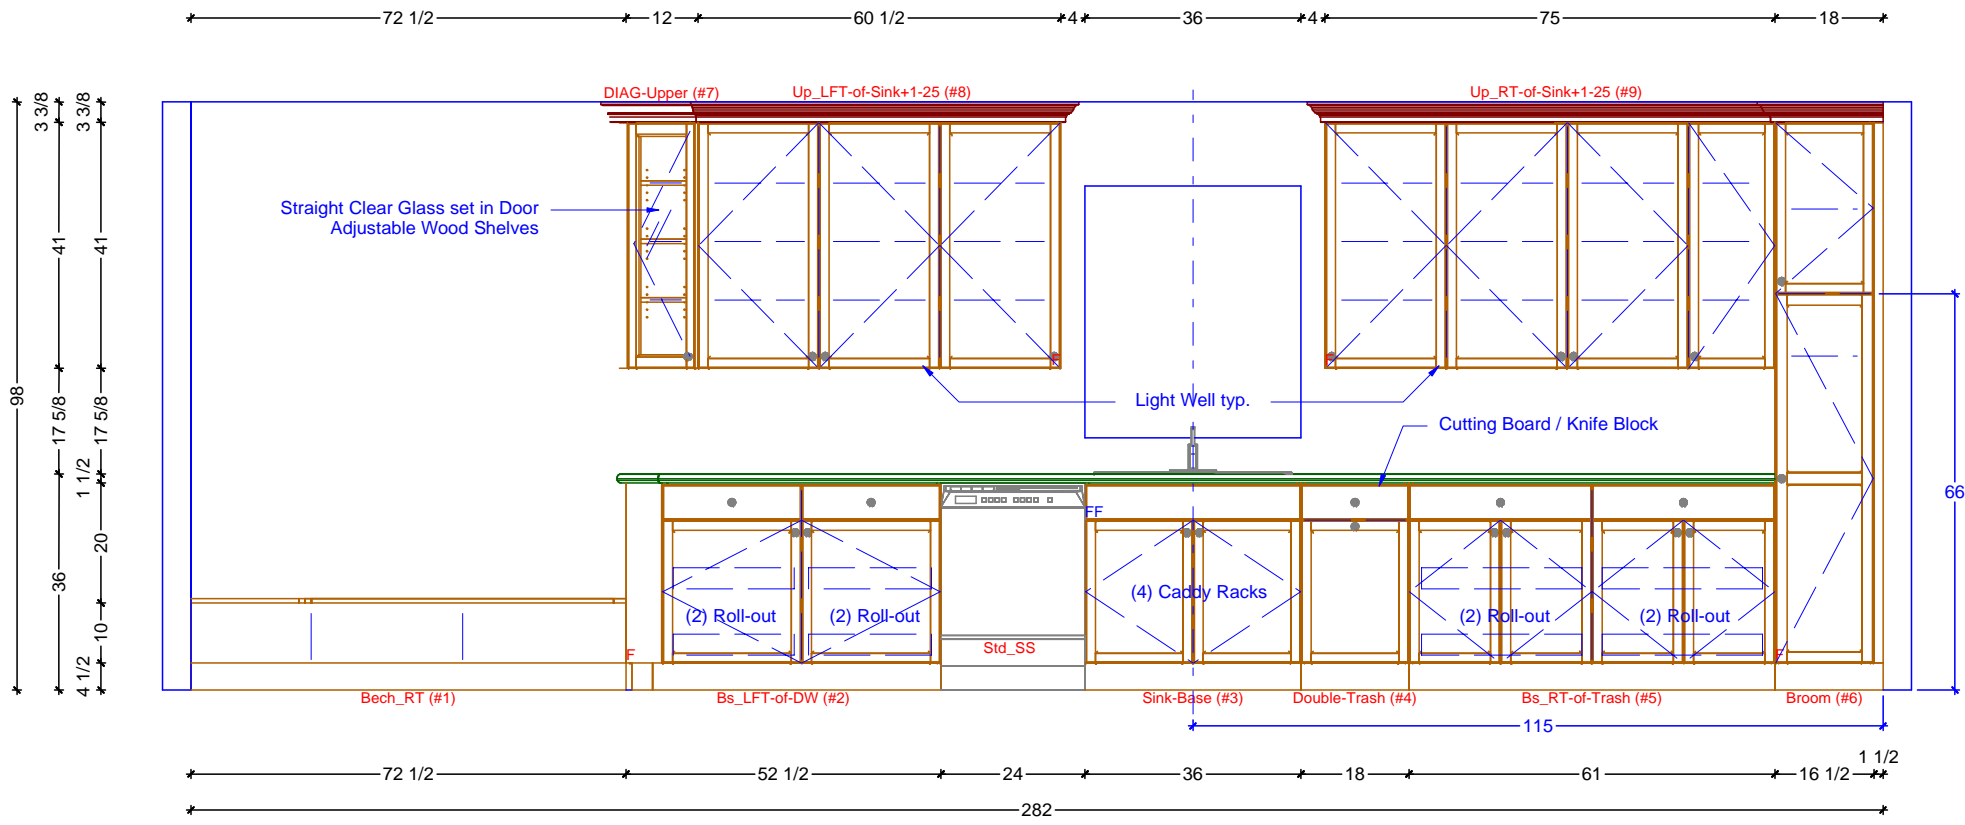 72 1/2
12
60 1/2
4
36
4
75
18
DIAG-Upper (#7)
Up_LFT-of-Sink+1-25 (#8)
Up_RT-of-Sink+1-25 (#9)
3 3/8
3 3/8
Straight Clear Glass set in Door
Adjustable Wood Shelves
41
41
F
F
98
17 5/8
17 5/8
Light Well typ.
Cutting Board / Knife Block
1 1/2
66
FF
20
36
(4) Caddy Racks
(2) Roll-out
(2) Roll-out
(2) Roll-out
(2) Roll-out
10
Std_SS
F
F
4 1/2
Bech_RT (#1)
Bs_LFT-of-DW (#2)
Sink-Base (#3)
Double-Trash (#4)
Bs_RT-of-Trash (#5)
Broom (#6)
115
72 1/2
52 1/2
24
36
18
61
16 1/2
1 1/2
282